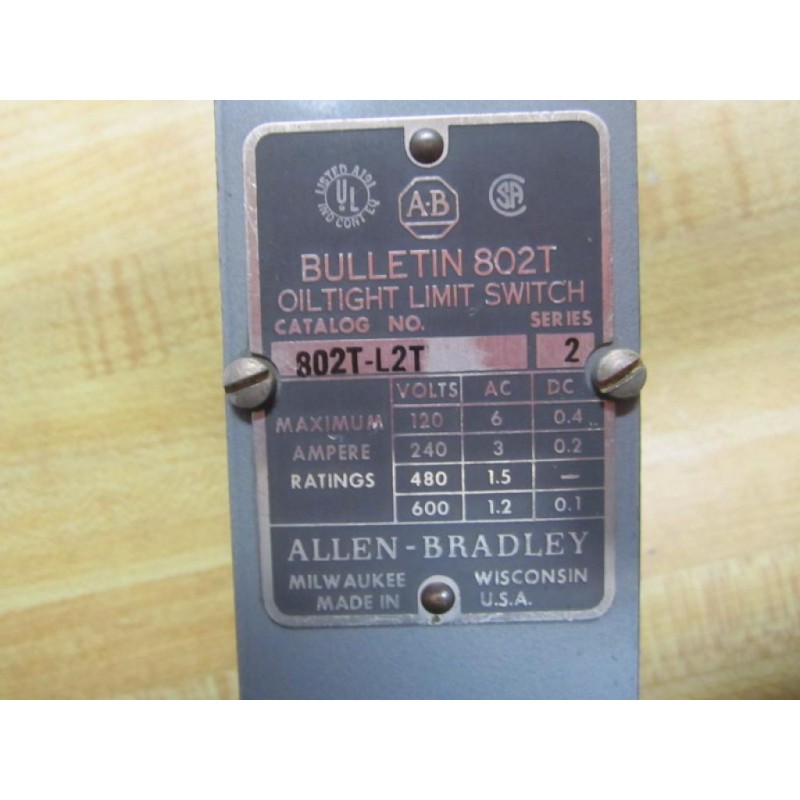 LISTED A191
UL
IND CONT EQ
A-B
SA
BULLETIN 802T
OILTIGHT LIMIT SWITCH
CATALOG NO. SERIES
802T-L2T 2
VOLTS AC DC
MAXIMUM 120 6 0.4
AMPERE 240 3 0.2
RATINGS 480 1.5 —
600 1.2 0.1
ALLEN-BRADLEY
MILWAUKEE WISCONSIN
MADE IN U.S.A.